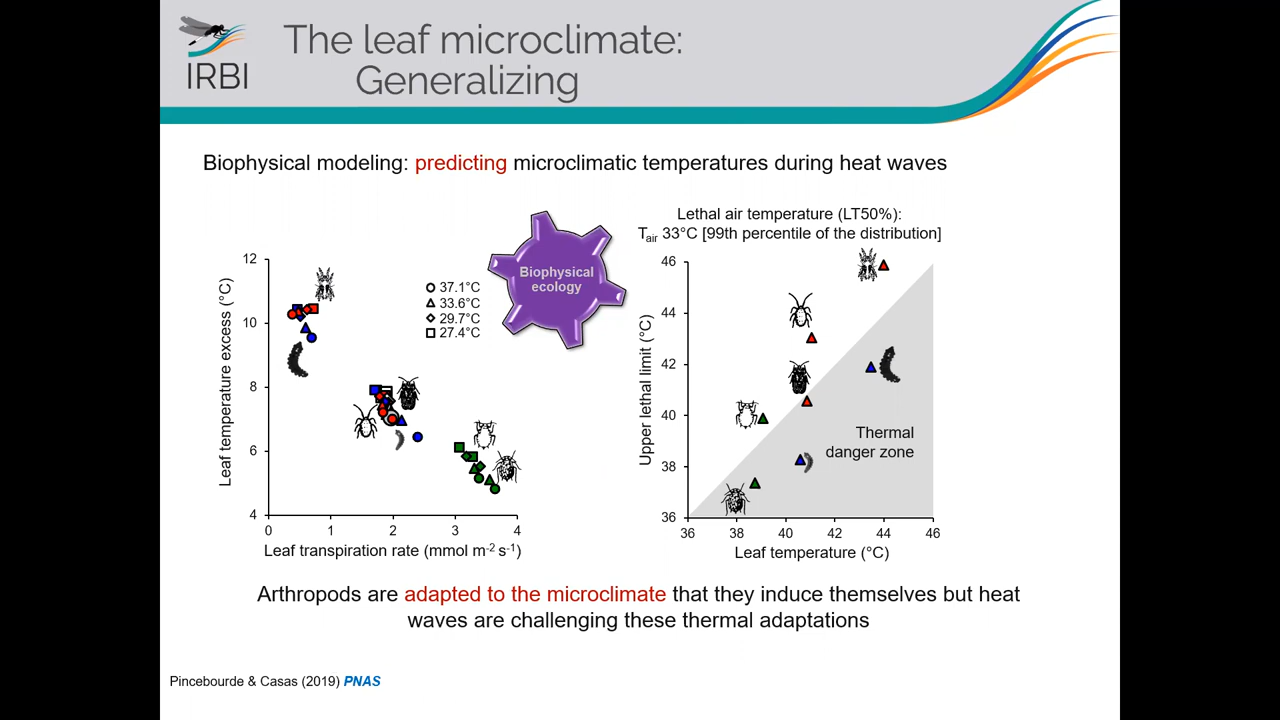 IRBI
The leaf microclimate:
Generalizing
Biophysical modeling: predicting microclimatic temperatures during heat waves
Leaf temperature excess (°C)
12
10
8
6
4
0
1
2
3
4
Leaf transpiration rate (mmol m-2 s-1)
37.1°C
33.6°C
29.7°C
27.4°C
Biophysical
ecology
Lethal air temperature (LT50%):
Tair 33°C [99th percentile of the distribution]
Upper lethal limit (°C)
46
44
42
40
38
36
Thermal
danger zone
36
38
40
42
44
46
Leaf temperature (°C)
Arthropods are adapted to the microclimate that they induce themselves but heat
waves are challenging these thermal adaptations
Pincebourde & Casas (2019) PNAS